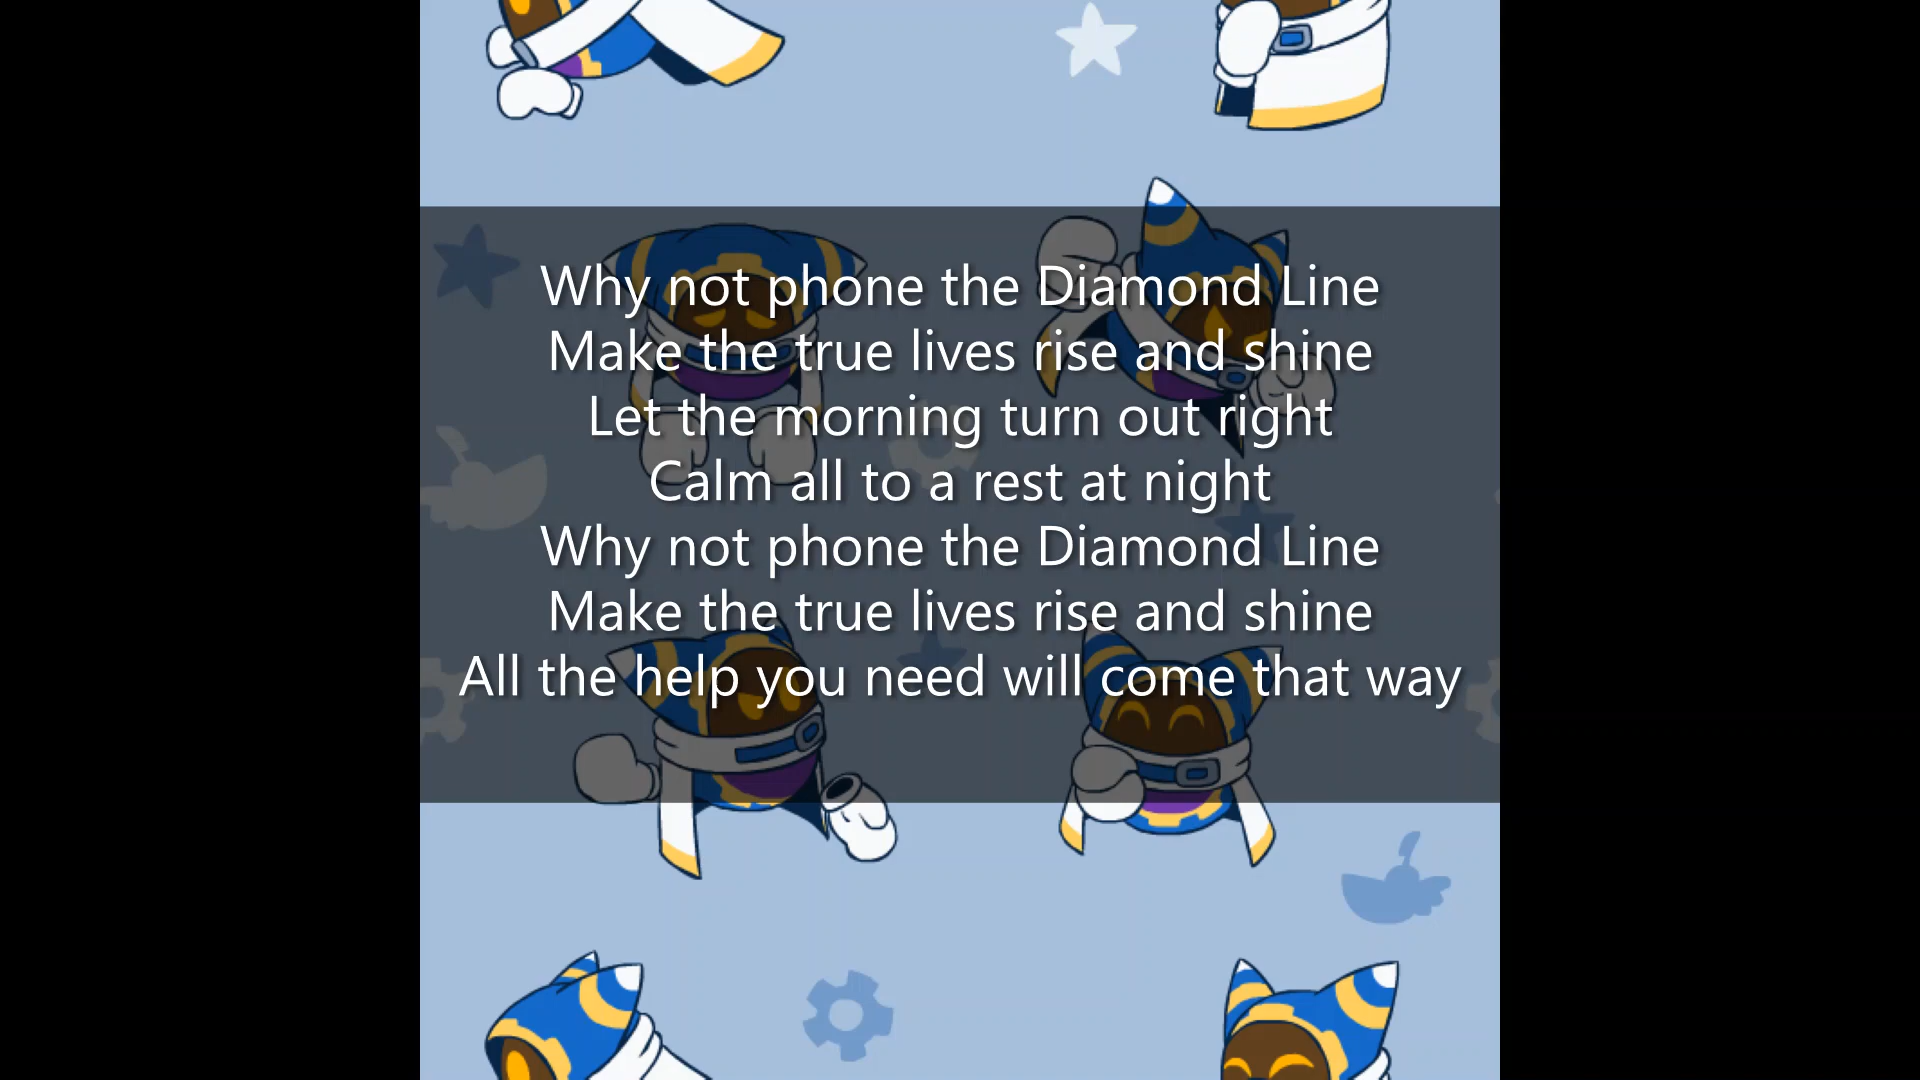 Why not phone the Diamond Line
Make the true lives rise and shine
Let the morning turn out right
Calm all to a rest at night
Why not phone the Diamond Line
Make the true lives rise and shine
All the help you need will come that way